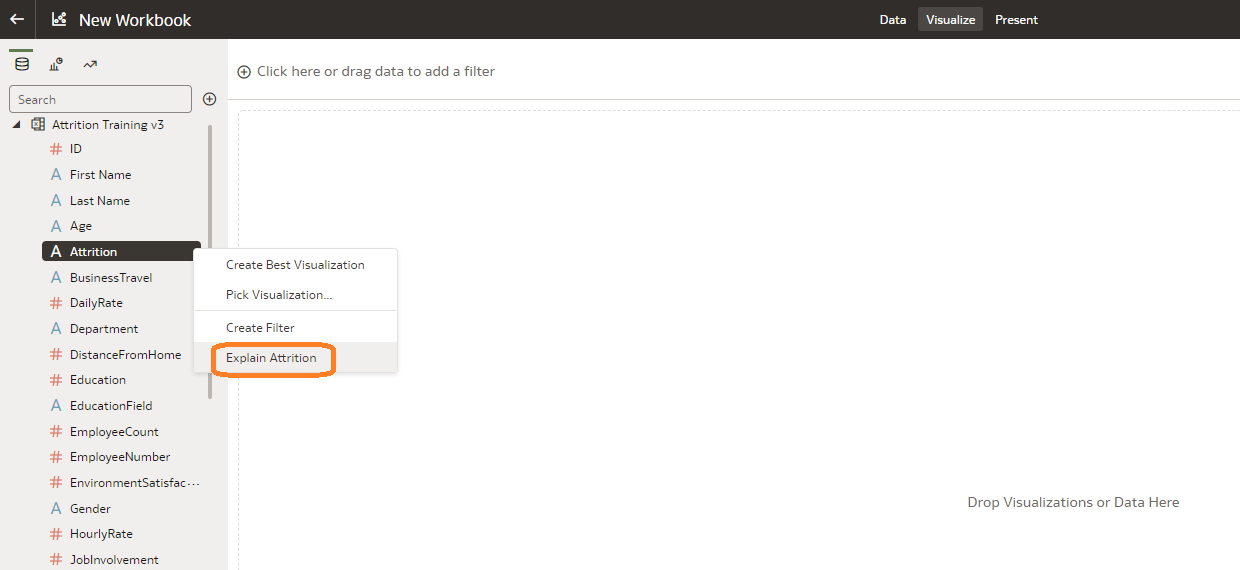 New Workbook
Data Visualize Present
Click here or drag data to add a filter
Search
Attrition Training v3
# ID
A First Name
A Last Name
A Age
A Attrition
A BusinessTravel
# DailyRate
A Department
# DistanceFromHome
# Education
A EducationField
# EmployeeCount
# EmployeeNumber
# EnvironmentSatisfac...
A Gender
# HourlyRate
# JobInvolvement
Create Best Visualization
Pick Visualization...
Create Filter
Explain Attrition
Drop Visualizations or Data Here